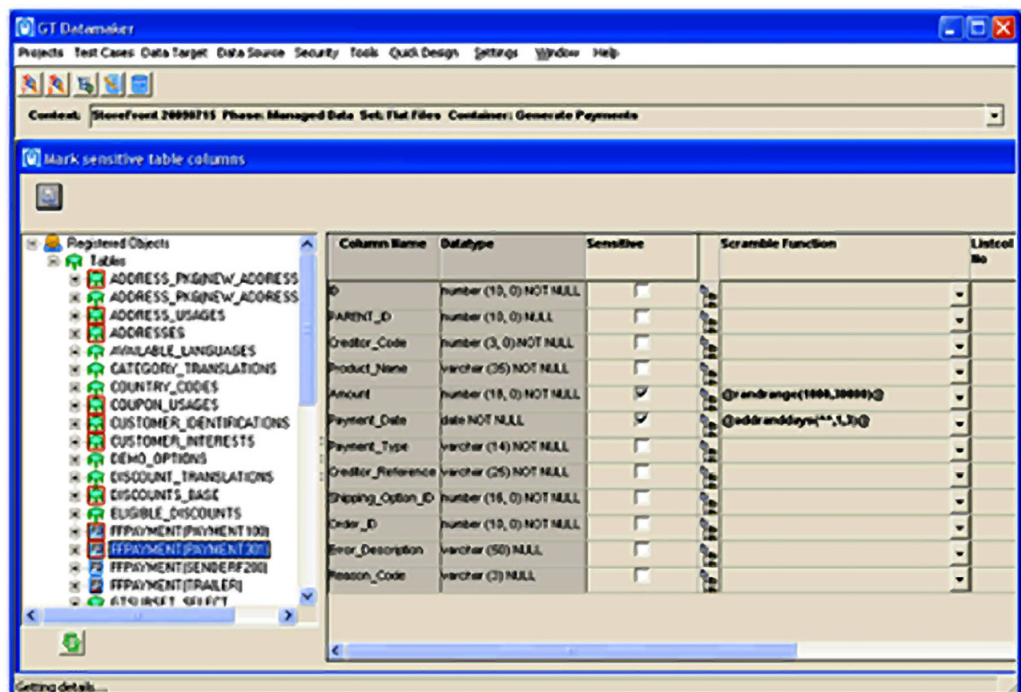 GT Datamaker
Projects Test Cases Data Target Data Source Security Tools Quick Design Settings Window Help
Context: StoreFront 20090715 Phase: Managed Data Set: Flat Files Container: Generate Payments
Mark sensitive table columns
Registered Objects
Tables
ADDRESS_PKG(NEW_ADDRESS
ADDRESS_PKG(NEW_ADDRESS
ADDRESS_USAGES
ADDRESSES
AVAILABLE_LANGUAGES
CATEGORY_TRANSLATIONS
COUNTRY_CODES
COUPON_USAGES
CUSTOMER_IDENTIFICATIONS
CUSTOMER_INTERESTS
DEMO_OPTIONS
DISCOUNT_TRANSLATIONS
DISCOUNTS_BASE
ELIGIBLE_DISCOUNTS
FFPAYMENT(PAYMENT100)
FFPAYMENT(PAYMENT301)
FFPAYMENT(SENDERF200)
FFPAYMENT(TRAILER)
GTSUBSET_SELECT
Column Name Datatype Sensitive Scramble Function Listcol No
ID number (10, 0) NOT NULL
PARENT_ID number (10, 0) NULL
Creditor_Code number (3, 0) NOT NULL
Product_Name varchar (35) NOT NULL
Amount number (18, 0) NOT NULL @randrange(1000,30000)@
Payment_Date date NOT NULL @addranddays(^^,1,3)@
Payment_Type varchar (14) NOT NULL
Creditor_Reference varchar (25) NOT NULL
Shipping_Option_ID number (16, 0) NOT NULL
Order_ID number (10, 0) NOT NULL
Error_Description varchar (50) NULL
Reason_Code varchar (3) NULL
Getting details...